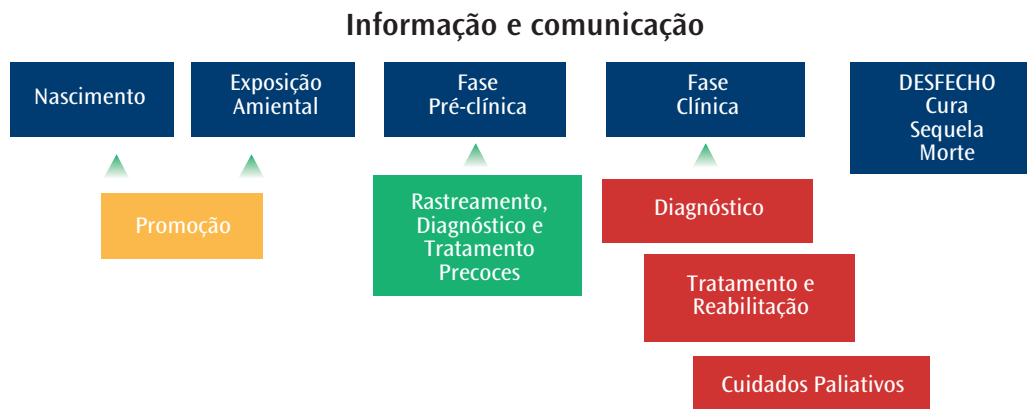 Informação e comunicação
Nascimento
Exposição
Amiental
Fase
Pré-clínica
Fase
Clínica
DESFECHO
Cura
Sequela
Morte
Promoção
Rastreamento,
Diagnóstico e
Tratamento
Precoces
Diagnóstico
Tratamento e
Reabilitação
Cuidados Paliativos